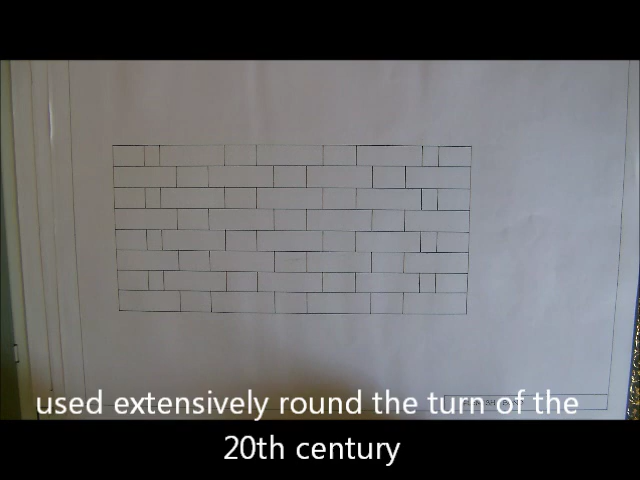 used extensively round the turn of the
20th century